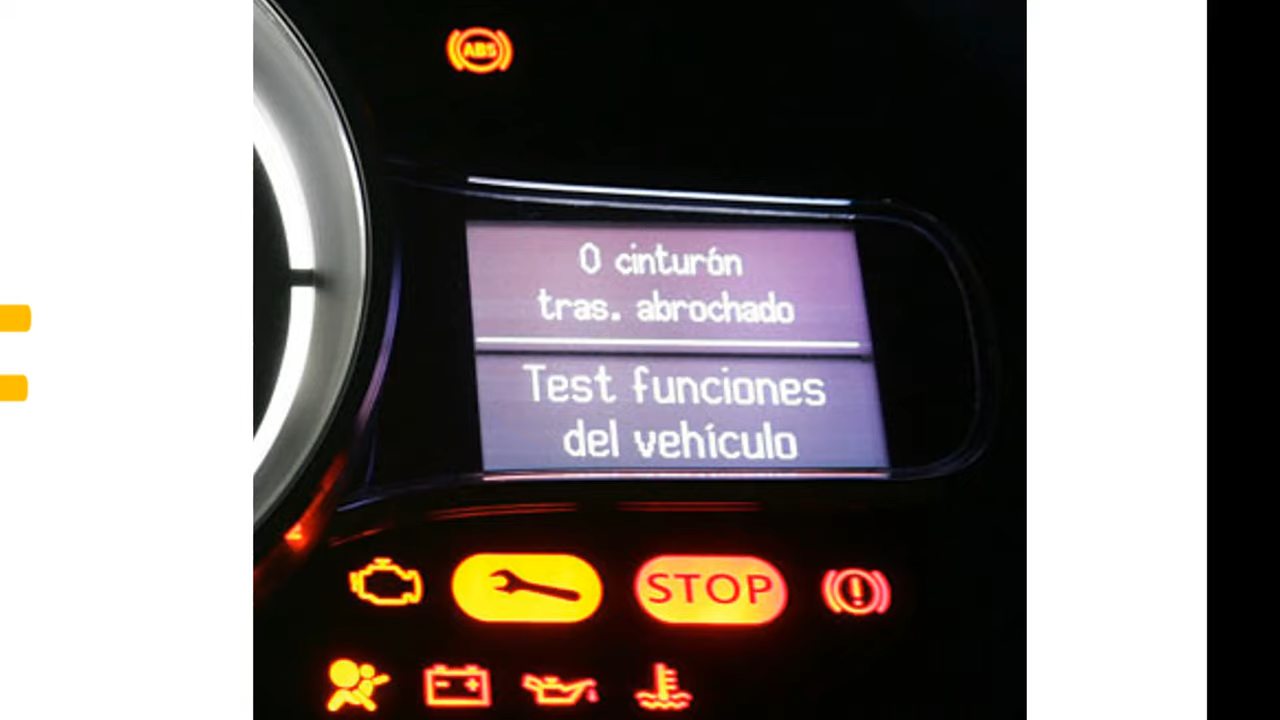 ABS
0 cinturón
tras. abrochado
Test funciones
del vehículo
STOP